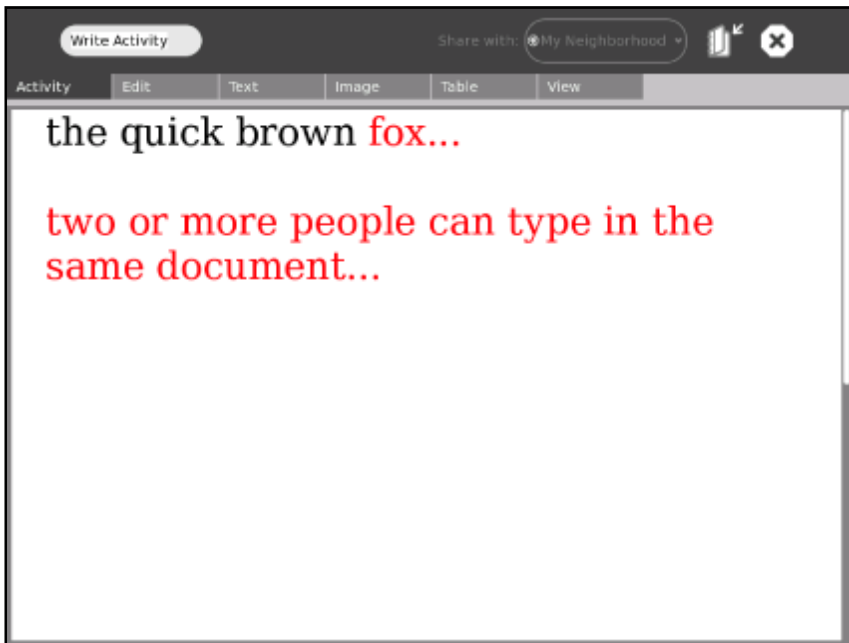 Write Activity Share with: My Neighborhood
Activity Edit Text Image Table View
the quick brown fox...
two or more people can type in the
same document...